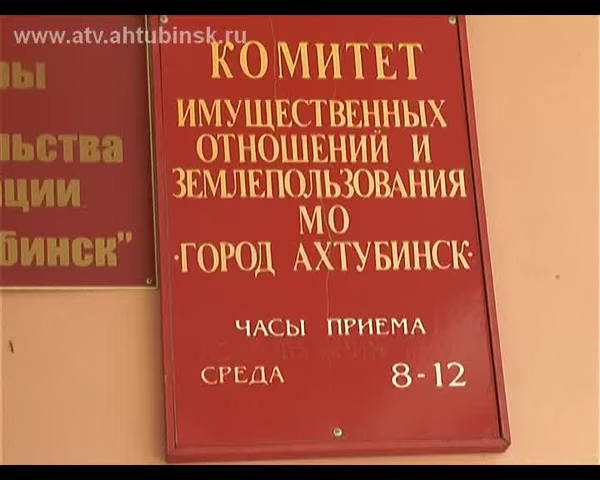 www.atv.ahtubinsk.ru
КОМИТЕТ
ИМУЩЕСТВЕННЫХ
ОТНОШЕНИЙ И
ЗЕМЛЕПОЛЬЗОВАНИЯ
МО
·ГОРОД АХТУБИНСК·
ЧАСЫ ПРИЕМА
СРЕДА 8-12